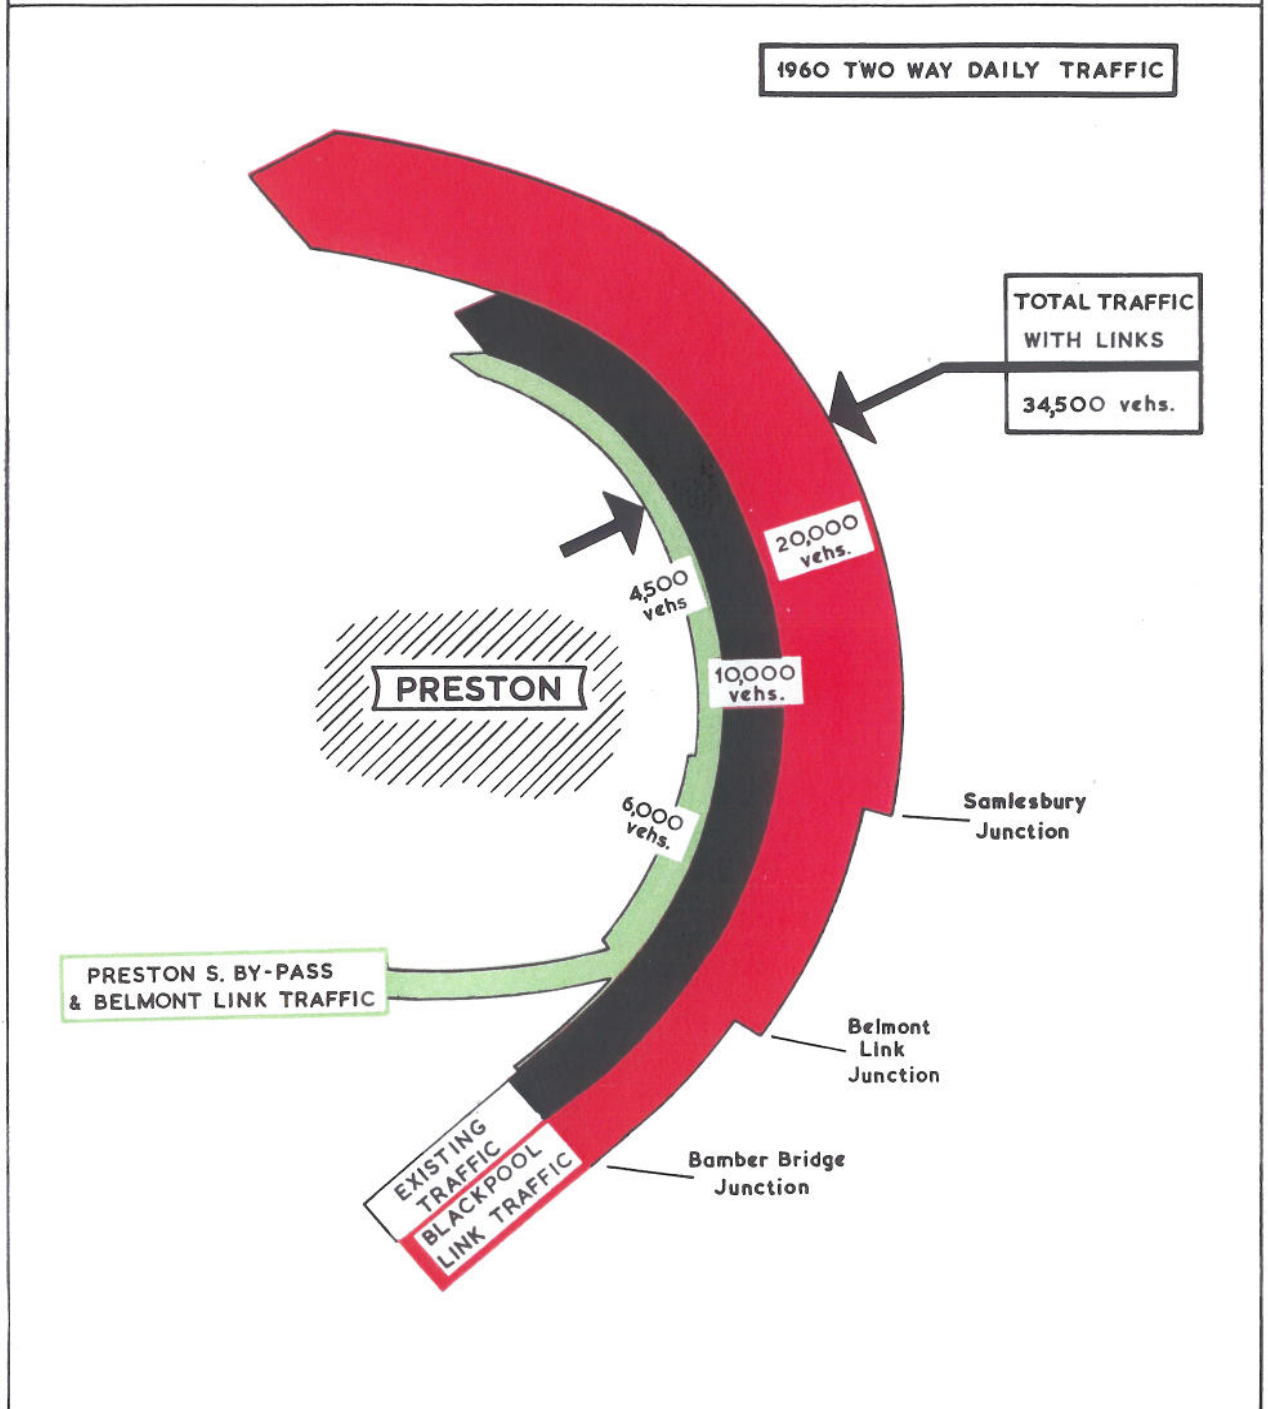 1960 TWO WAY DAILY TRAFFIC
TOTAL TRAFFIC
WITH LINKS
34,500 vehs.
20,000
vehs.
4,500
vehs
10,000
vehs.
PRESTON
6,000
vehs.
Samlesbury
Junction
PRESTON S. BY-PASS
& BELMONT LINK TRAFFIC
Belmont
Link
Junction
EXISTING
TRAFFIC
BLACKPOOL
LINK TRAFFIC
Bamber Bridge
Junction